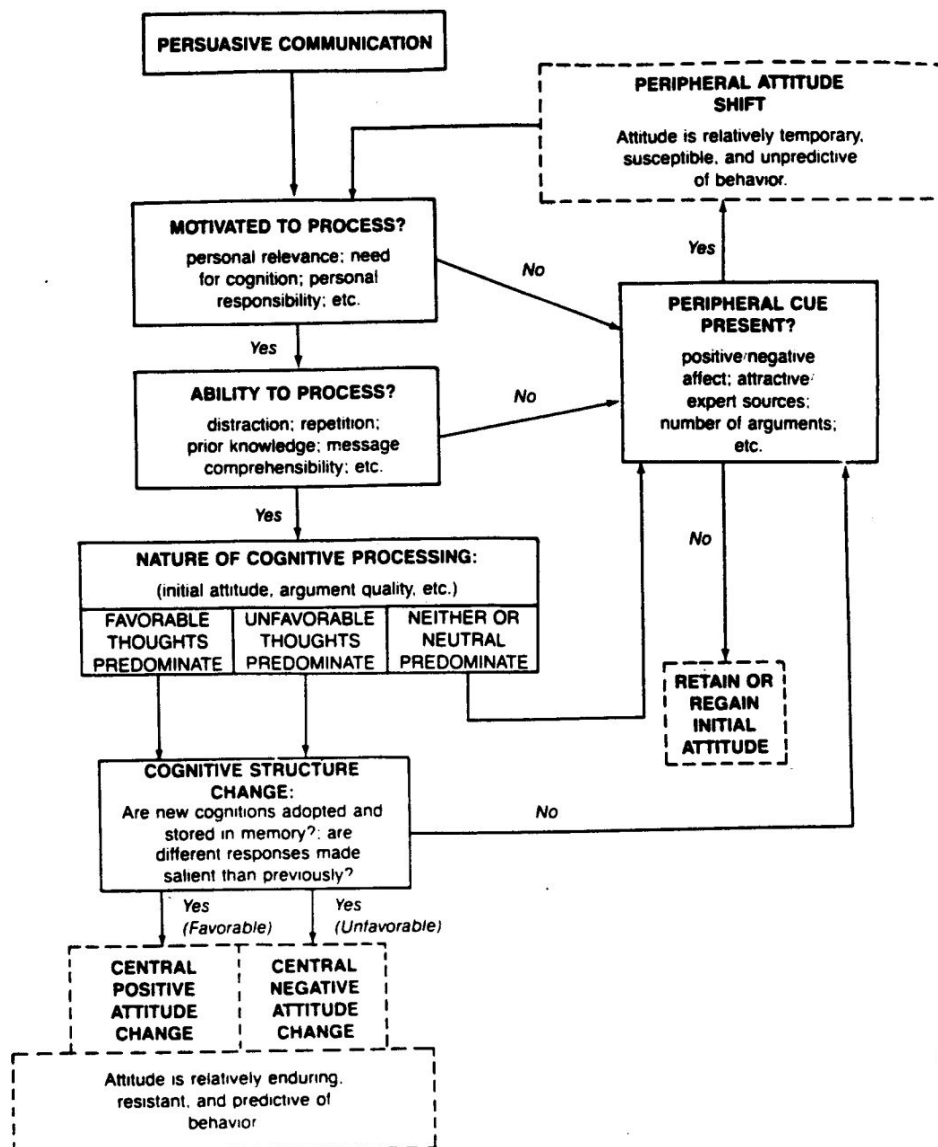 PERSUASIVE COMMUNICATION
PERIPHERAL ATTITUDE
SHIFT
Attitude is relatively temporary,
susceptible, and unpredictive
of behavior.
MOTIVATED TO PROCESS?
personal relevance; need
for cognition; personal
responsibility; etc.
No
Yes
PERIPHERAL CUE
PRESENT?
positive/negative
affect; attractive/
expert sources;
number of arguments;
etc.
Yes
ABILITY TO PROCESS?
distraction; repetition;
prior knowledge; message
comprehensibility; etc.
No
Yes
No
NATURE OF COGNITIVE PROCESSING:
(initial attitude, argument quality, etc.)
FAVORABLE
THOUGHTS
PREDOMINATE
UNFAVORABLE
THOUGHTS
PREDOMINATE
NEITHER OR
NEUTRAL
PREDOMINATE
RETAIN OR
REGAIN
INITIAL
ATTITUDE
COGNITIVE STRUCTURE
CHANGE:
Are new cognitions adopted and
stored in memory?; are
different responses made
salient than previously?
No
Yes
(Favorable)
Yes
(Unfavorable)
CENTRAL
POSITIVE
ATTITUDE
CHANGE
CENTRAL
NEGATIVE
ATTITUDE
CHANGE
Attitude is relatively enduring,
resistant, and predictive of
behavior